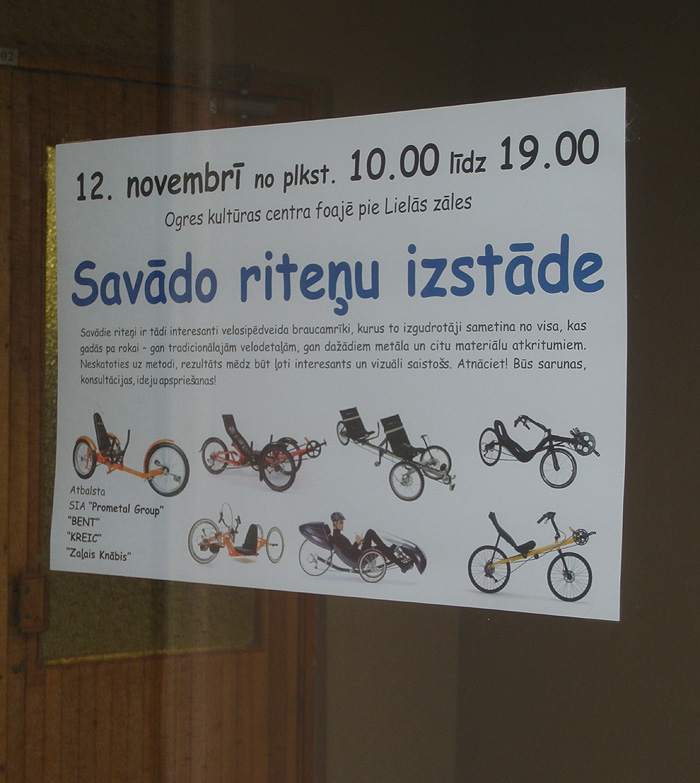 02
12. novembrī no plkst. 10.00 līdz 19.00
Ogres kultūras centra foajē pie Lielās zāles
Savādo riteņu izstāde
Savādie riteņi ir tādi interesanti velosipēdveida braucamrīki, kurus to izgudrotāji sametina no visa, kas
gadās pa rokai - gan tradicionālajām velodetaļām, gan dažādiem metāla un citu materiālu atkritumiem.
Neskatoties uz metodi, rezultāts mēdz būt ļoti interesants un vizuāli saistošs. Atnāciet! Būs sarunas,
konsultācijas, ideju apspriešanas!
Atbalsta
SIA "Prometal Group"
"BENT"
"KREIC"
"Zaļais Knābis"